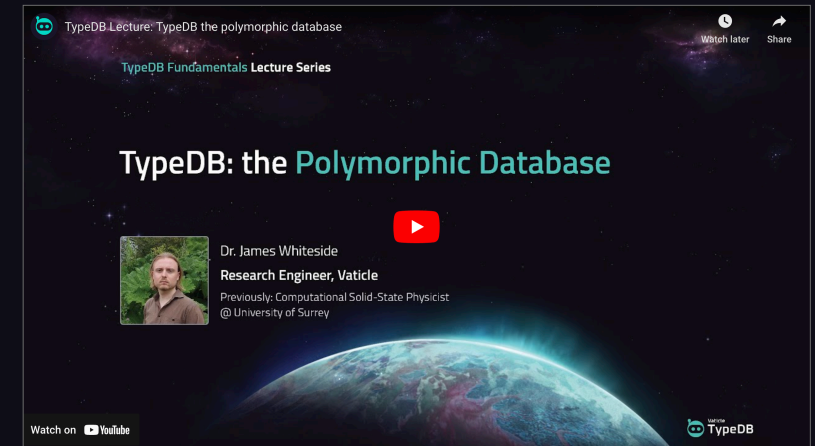 TypeDB Lecture: TypeDB the polymorphic database
Watch later
Share
TypeDB Fundamentals Lecture Series
TypeDB: the Polymorphic Database
Dr. James Whiteside
Research Engineer, Vaticle
Previously: Computational Solid-State Physicist
@ University of Surrey
Watch on YouTube
Vaticle
TypeDB